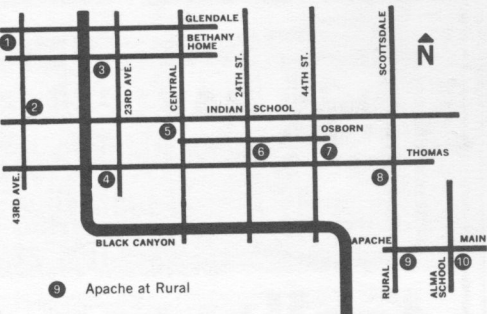 GLENDALE
1
BETHANY
HOME
3
23RD AVE.
CENTRAL
24TH ST.
44TH ST.
SCOTTSDALE
N
2
INDIAN SCHOOL
5
OSBORN
6
7
THOMAS
4
8
43RD AVE.
BLACK CANYON
APACHE
MAIN
RURAL
9
ALMA
SCHOOL
10
9 Apache at Rural